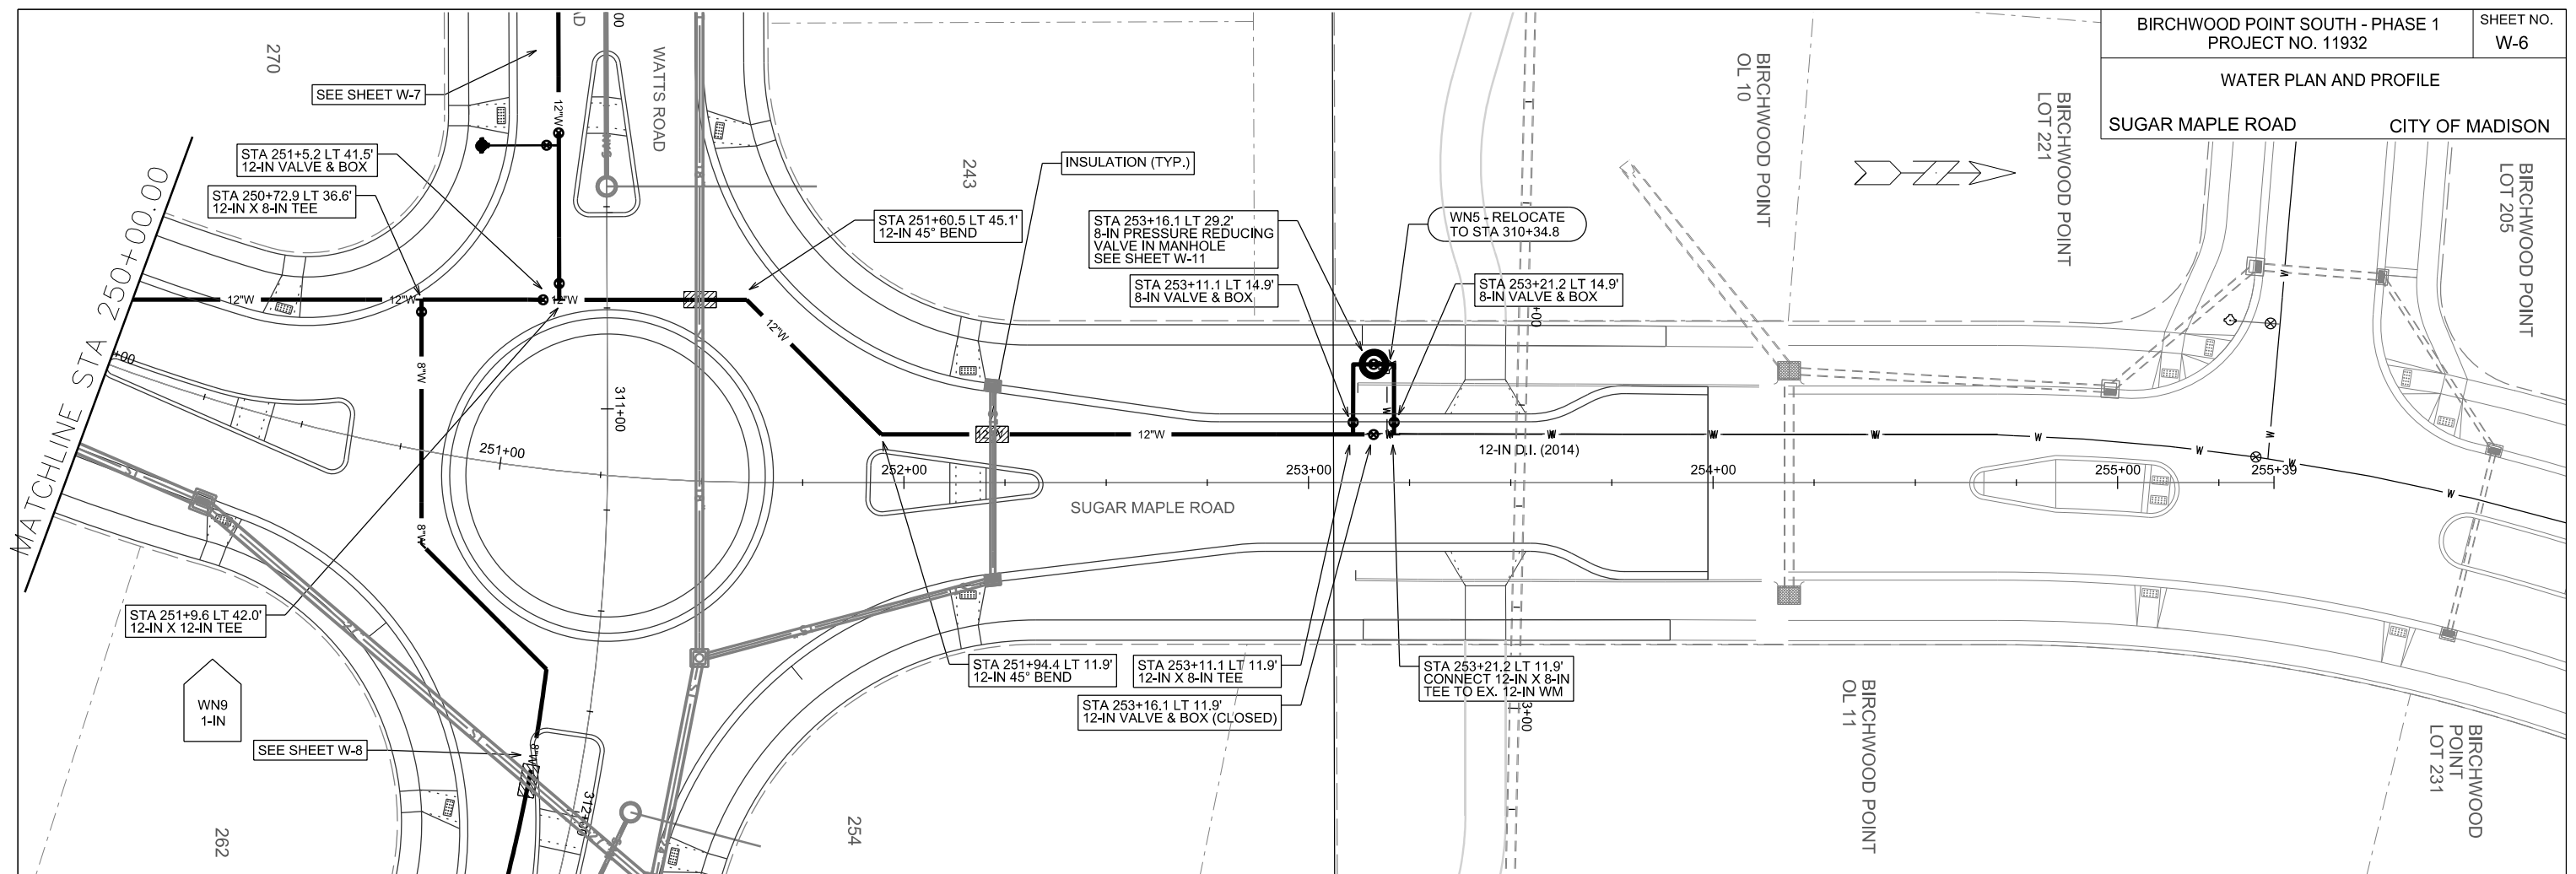 BIRCHWOOD POINT SOUTH - PHASE 1
PROJECT NO. 11932
SHEET NO.
W-6
WATER PLAN AND PROFILE
SUGAR MAPLE ROAD
CITY OF MADISON
270
SEE SHEET W-7
12"W
WATTS ROAD
00
D
STA 251+5.2 LT 41.5'
12-IN VALVE & BOX
STA 250+72.9 LT 36.6'
12-IN X 8-IN TEE
MATCHLINE STA 250+00.00
12"W
12"W
12"W
12"W
8"W
8"W
+00
251+00
311+00
243
INSULATION (TYP.)
STA 251+60.5 LT 45.1'
12-IN 45° BEND
STA 253+16.1 LT 29.2'
8-IN PRESSURE REDUCING
VALVE IN MANHOLE
SEE SHEET W-11
STA 253+11.1 LT 14.9'
8-IN VALVE & BOX
WN5 - RELOCATE
TO STA 310+34.8
STA 253+21.2 LT 14.9'
8-IN VALVE & BOX
+00
BIRCHWOOD POINT
OL 10
BIRCHWOOD POINT
LOT 221
BIRCHWOOD POINT
LOT 205
12"W
12-IN D.I. (2014)
W
W
W
W
W
W
W
W
W
252+00
253+00
254+00
255+00
255+39
SUGAR MAPLE ROAD
STA 251+9.6 LT 42.0'
12-IN X 12-IN TEE
WN9
1-IN
SEE SHEET W-8
8"W
312+00
262
254
STA 251+94.4 LT 11.9'
12-IN 45° BEND
STA 253+11.1 LT 11.9'
12-IN X 8-IN TEE
STA 253+16.1 LT 11.9'
12-IN VALVE & BOX (CLOSED)
STA 253+21.2 LT 11.9'
CONNECT 12-IN X 8-IN
TEE TO EX. 12-IN WM
3+00
BIRCHWOOD POINT
OL 11
BIRCHWOOD
POINT
LOT 231